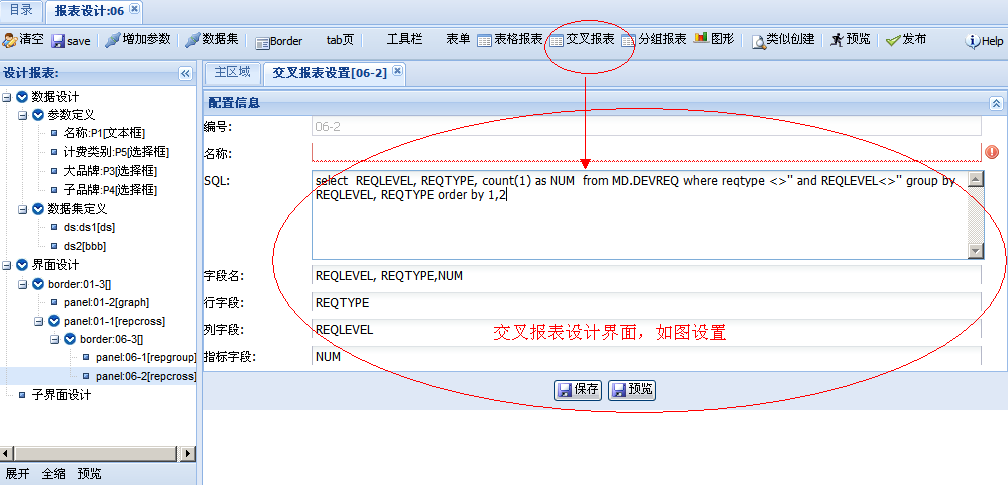 目录 报表设计:06
清空 save 增加参数 数据集 Border tab页 工具栏 表单 表格报表 交叉报表 分组报表 图形 类似创建 预览 发布 Help
设计报表:
数据设计
参数定义
名称:P1[文本框]
计费类别:P5[选择框]
大品牌:P3[选择框]
子品牌:P4[选择框]
数据集定义
ds:ds1[ds]
ds2[bbb]
界面设计
border:01-3[]
panel:01-2[graph]
panel:01-1[repcross]
border:06-3[]
panel:06-1[repgroup]
panel:06-2[repcross]
子界面设计
展开 全缩 预览
主区域 交叉报表设置[06-2]
配置信息
编号: 06-2
名称:
SQL: select REQLEVEL, REQTYPE, count(1) as NUM from MD.DEVREQ where reqtype <>'' and REQLEVEL<>'' group by
REQLEVEL, REQTYPE order by 1,2
字段名: REQLEVEL, REQTYPE,NUM
行字段: REQTYPE
列字段: REQLEVEL
交叉报表设计界面，如图设置
指标字段: NUM
保存 预览